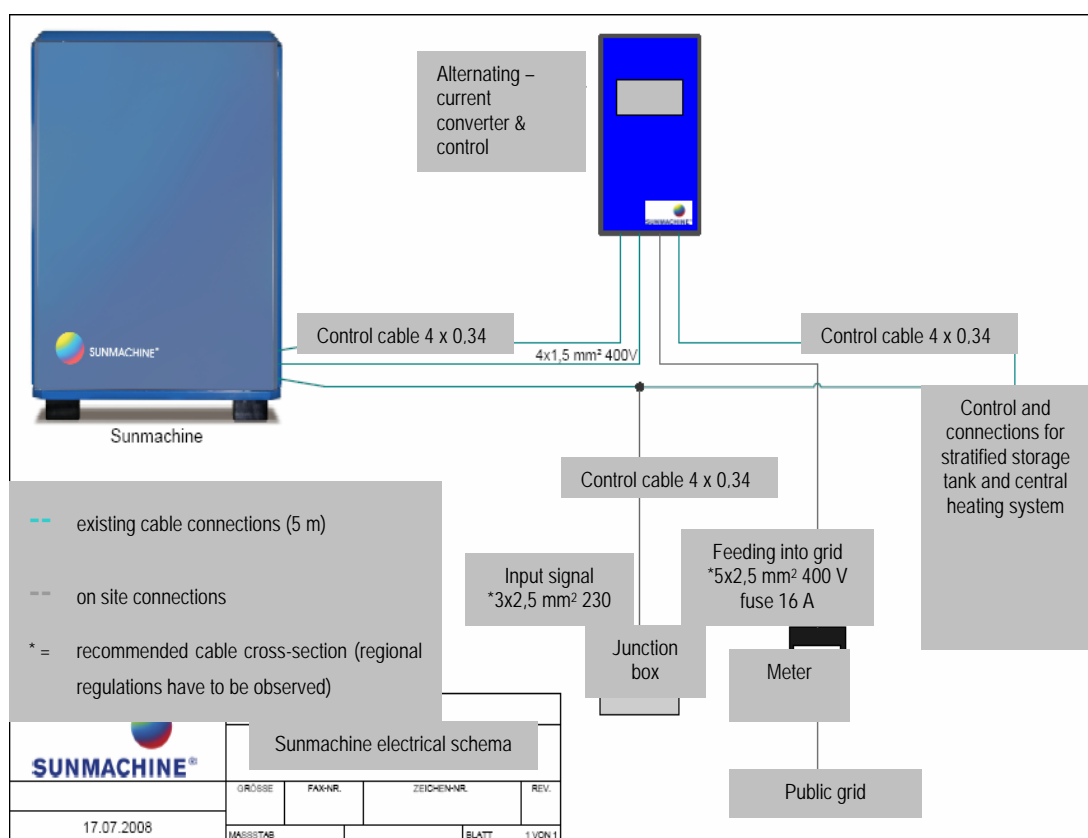 Alternating –
current
converter &
control
SUNMACHINE®
SUNMACHINE®
Control cable 4 x 0,34
4x1,5 mm² 400V
Control cable 4 x 0,34
Sunmachine
Control and
connections for
stratified storage
tank and central
heating system
Control cable 4 x 0,34
existing cable connections (5 m)
on site connections
* = recommended cable cross-section (regional
regulations have to be observed)
Input signal
*3x2,5 mm² 230
Feeding into grid
*5x2,5 mm² 400 V
fuse 16 A
Junction
box
Meter
Public grid
Sunmachine electrical schema
SUNMACHINE®
GRÖSSE FAX-NR. ZEICHEN-NR. REV.
17.07.2008
MASSSTAB BLATT 1 VON 1